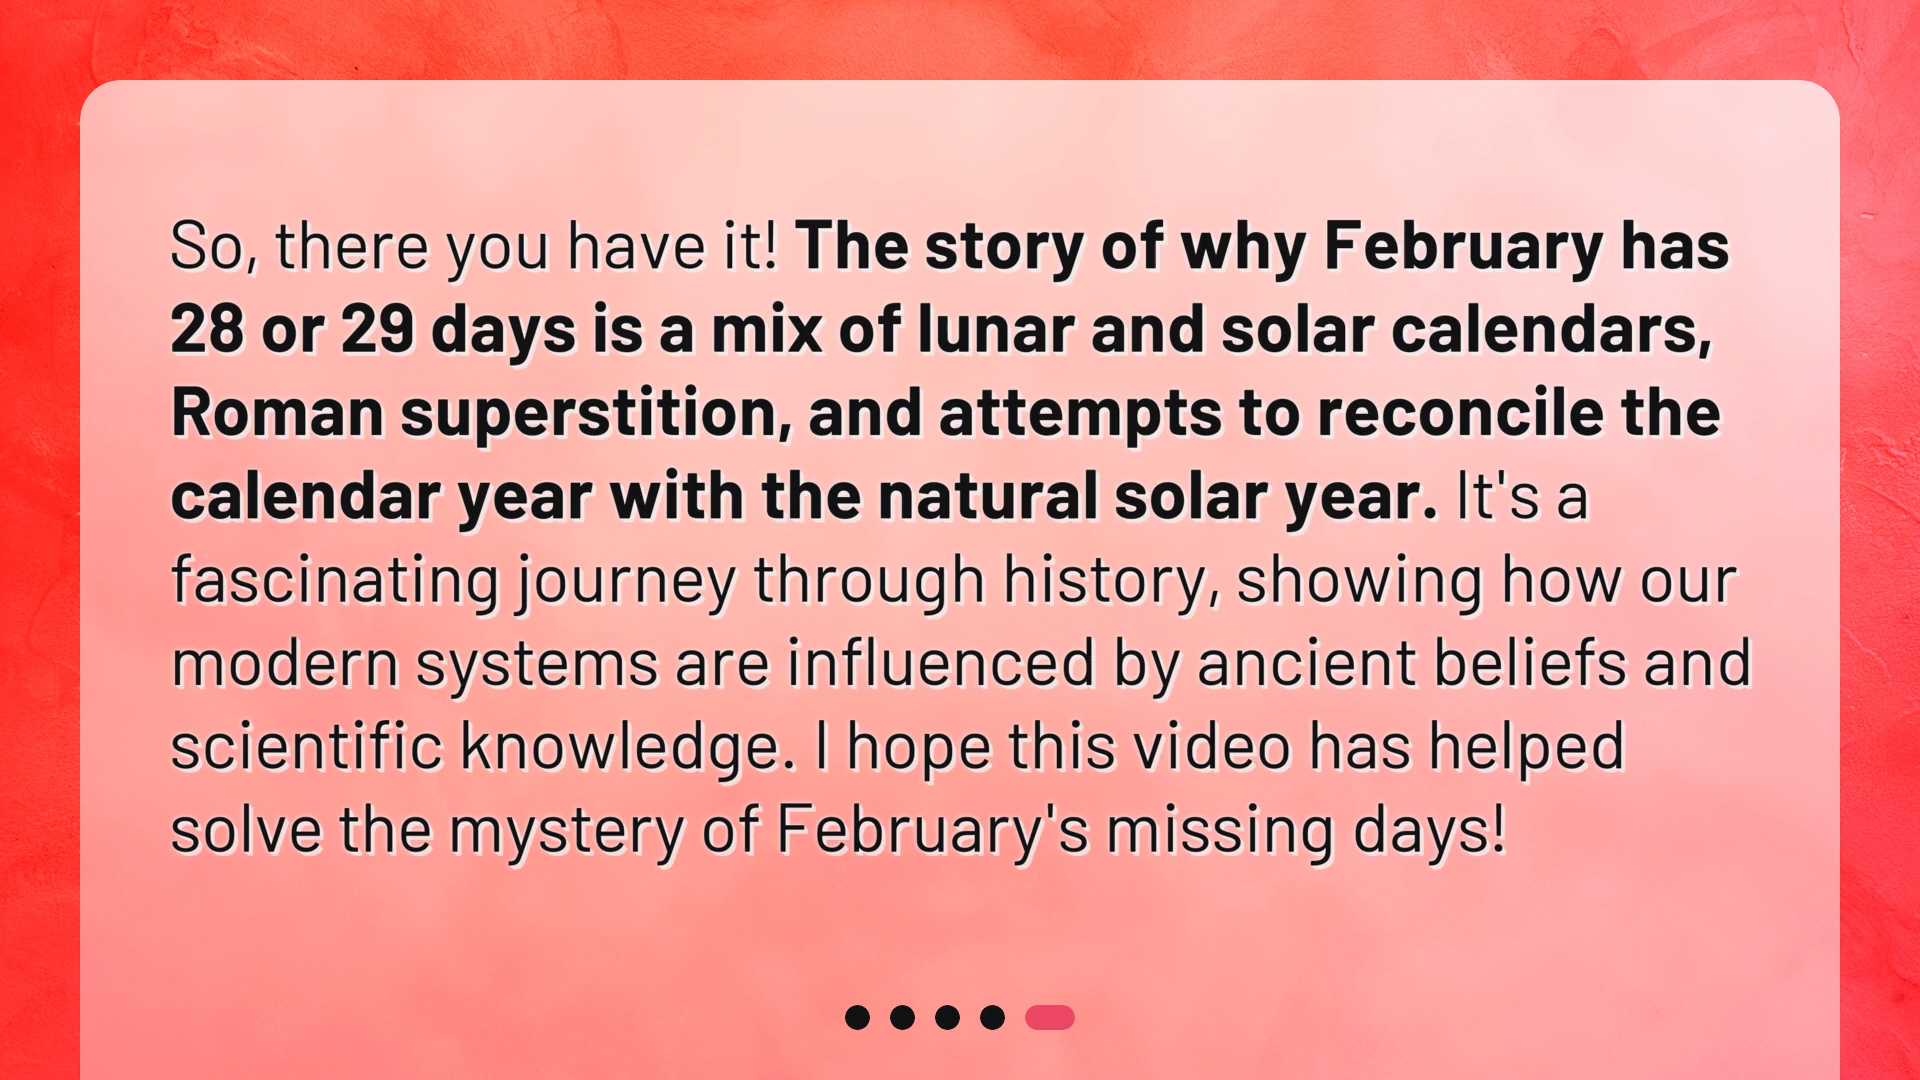 So, there you have it! The story of why February has
28 or 29 days is a mix of lunar and solar calendars,
Roman superstition, and attempts to reconcile the
calendar year with the natural solar year. It's a
fascinating journey through history, showing how our
modern systems are influenced by ancient beliefs and
scientific knowledge. I hope this video has helped
solve the mystery of February's missing days!